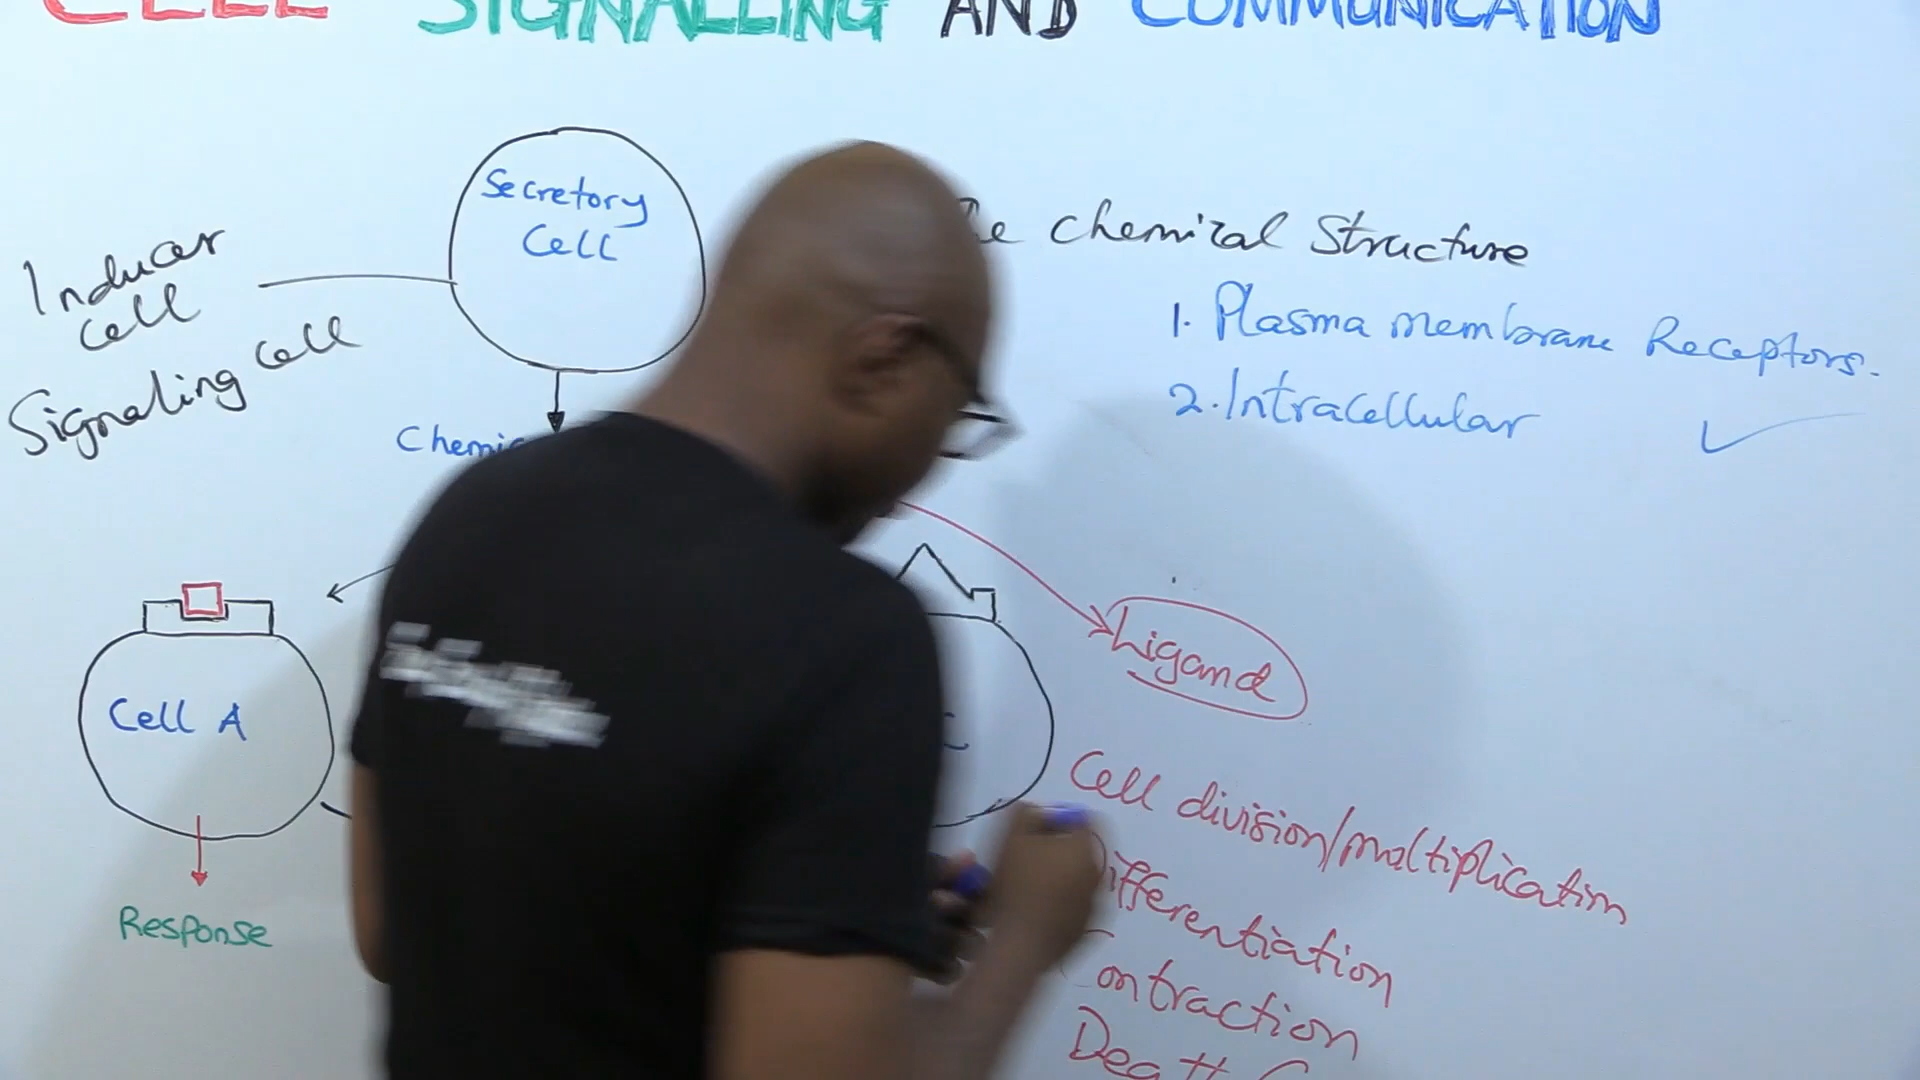 CELL SIGNALLING AND COMMUNICATION
Secretory
Cell
Inducer
Cell
Signaling Cell
Chemical Structure
1. Plasma membrane Receptors.
2. Intracellular
Ligand
Cell A
Response
Cell division/multiplication
Differentiation
Contraction
Death